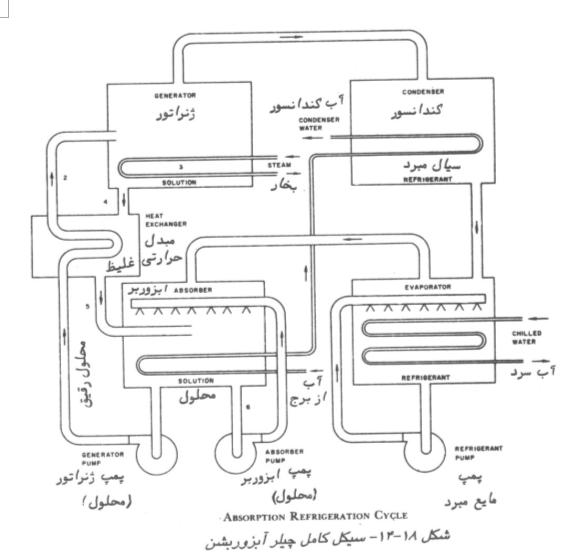 GENERATOR
ژنراتور
CONDENSER
کندانسور
آب کندانسور
CONDENSER
WATER
3
STEAM
بخار
SOLUTION
سیال مبرد
REFRIGERANT
2
4
HEAT
EXCHANGER
مبدل
حرارتی غلیظ
ابزوربر ABSORBER
EVAPORATOR
5
CHILLED
WATER
آب سرد
محلول رقیق
SOLUTION
محلول
آب
از برج
REFRIGERANT
6
GENERATOR
PUMP
پمپ ژنراتور
(محلول)
ABSORBER
PUMP
پمپ ابزوربر
(محلول)
REFRIGERANT
PUMP
پمپ
مایع مبرد
ABSORPTION REFRIGERATION CYCLE
شکل ۱۸-۱۴- سیکل کامل چیلر آبزوربشن